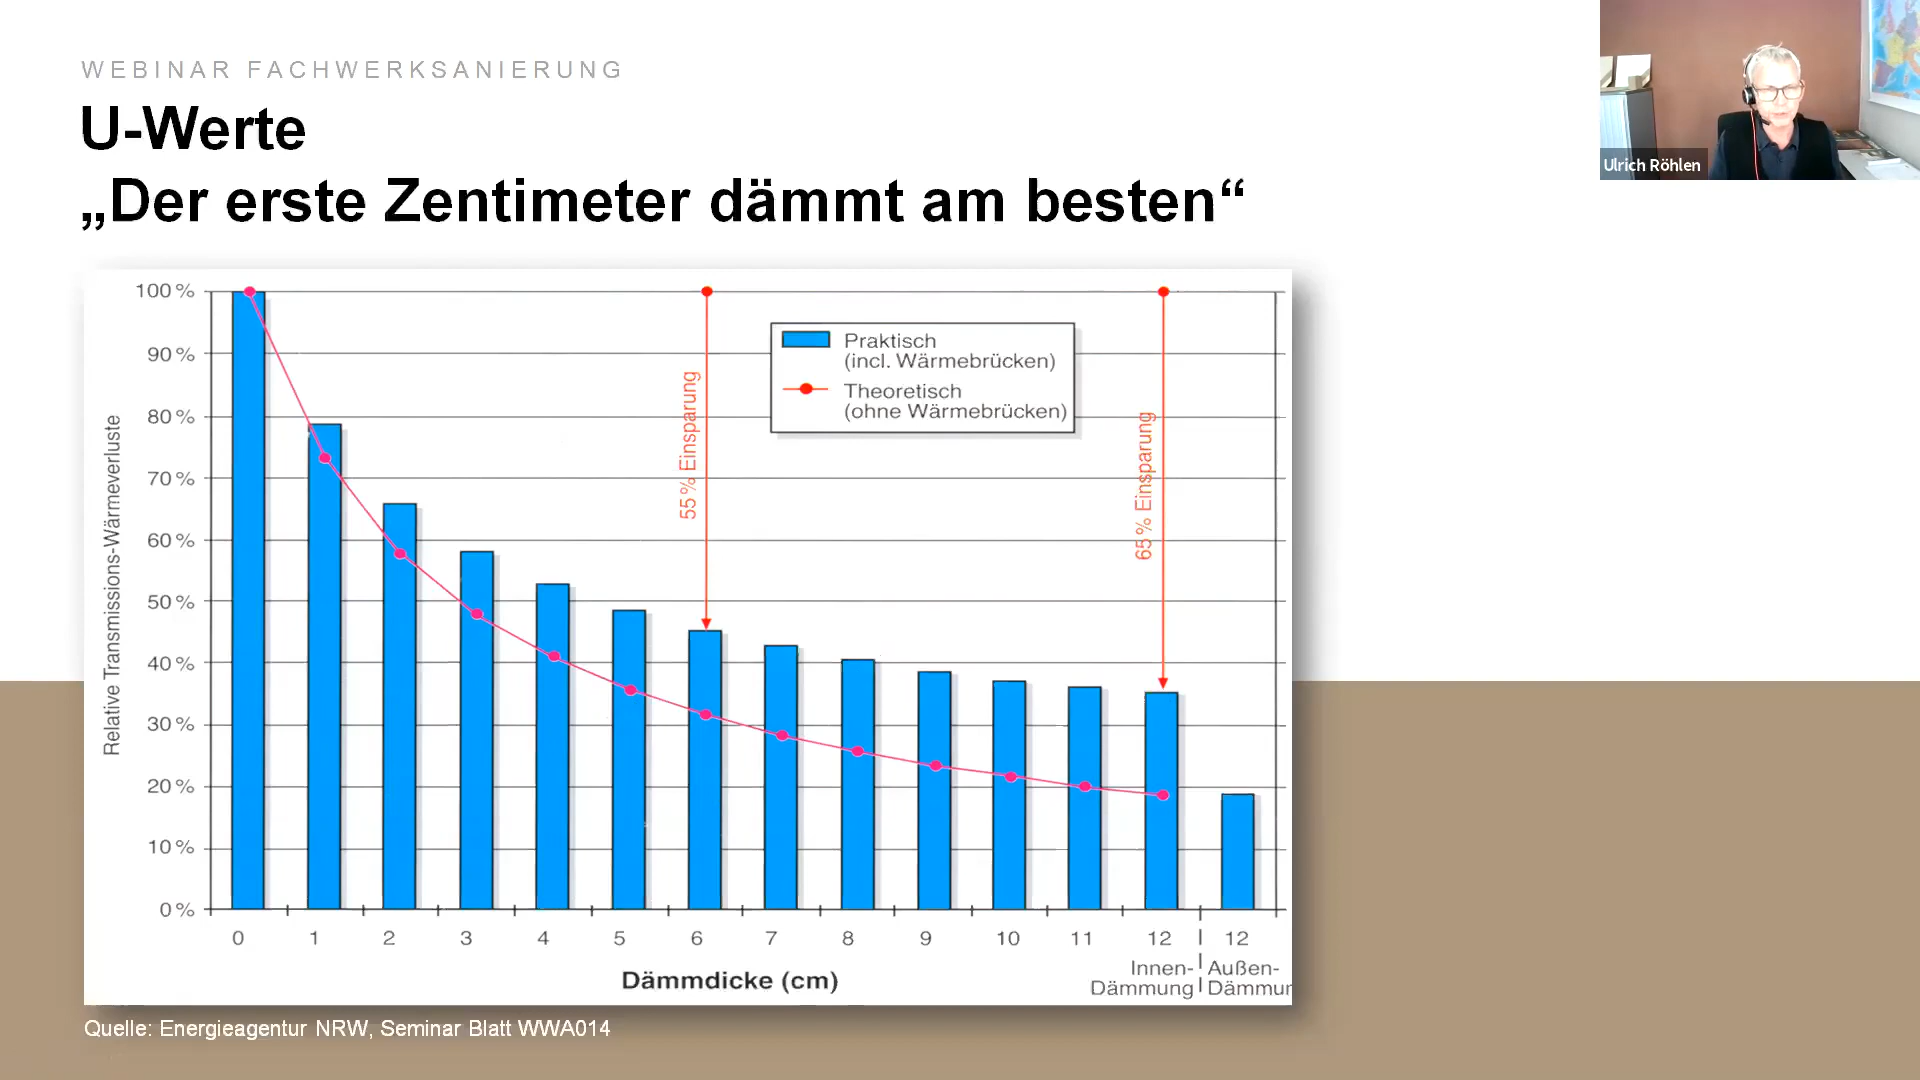 WEBINAR FACHWERKSANIERUNG
U-Werte
„Der erste Zentimeter dämmt am besten“
Ulrich Röhlen
Relative Transmissions-Wärmeverluste
100 %
90 %
80 %
70 %
60 %
50 %
40 %
30 %
20 %
10 %
0 %
55 % Einsparung
Praktisch
(incl. Wärmebrücken)
Theoretisch
(ohne Wärmebrücken)
65 % Einsparung
0 1 2 3 4 5 6 7 8 9 10 11 12 12
Innen- Außen-
Dämmung Dämmun
Dämmdicke (cm)
Quelle: Energieagentur NRW, Seminar Blatt WWA014